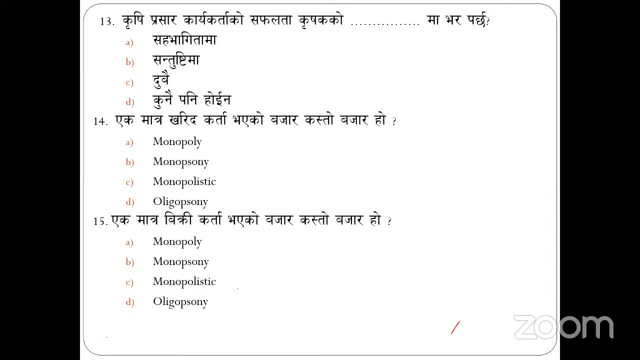 13. कृषि प्रसार कार्यकर्ताको सफलता कृषकको ................ मा भर पर्छ?
a) सहभागितामा
b) सन्तुष्टिमा
c) दुबै
d) कुनै पनि होईन
14. एक मात्र खरिद कर्ता भएको बजार कस्तो बजार हो ?
a) Monopoly
b) Monopsony
c) Monopolistic
d) Oligopsony
15. एक मात्र विक्री कर्ता भएको बजार कस्तो बजार हो ?
a) Monopoly
b) Monopsony
c) Monopolistic
d) Oligopsony
zoom